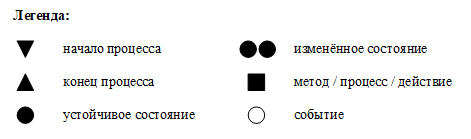 Легенда:
начало процесса
изменённое состояние
конец процесса
метод / процесс / действие
устойчивое состояние
событие